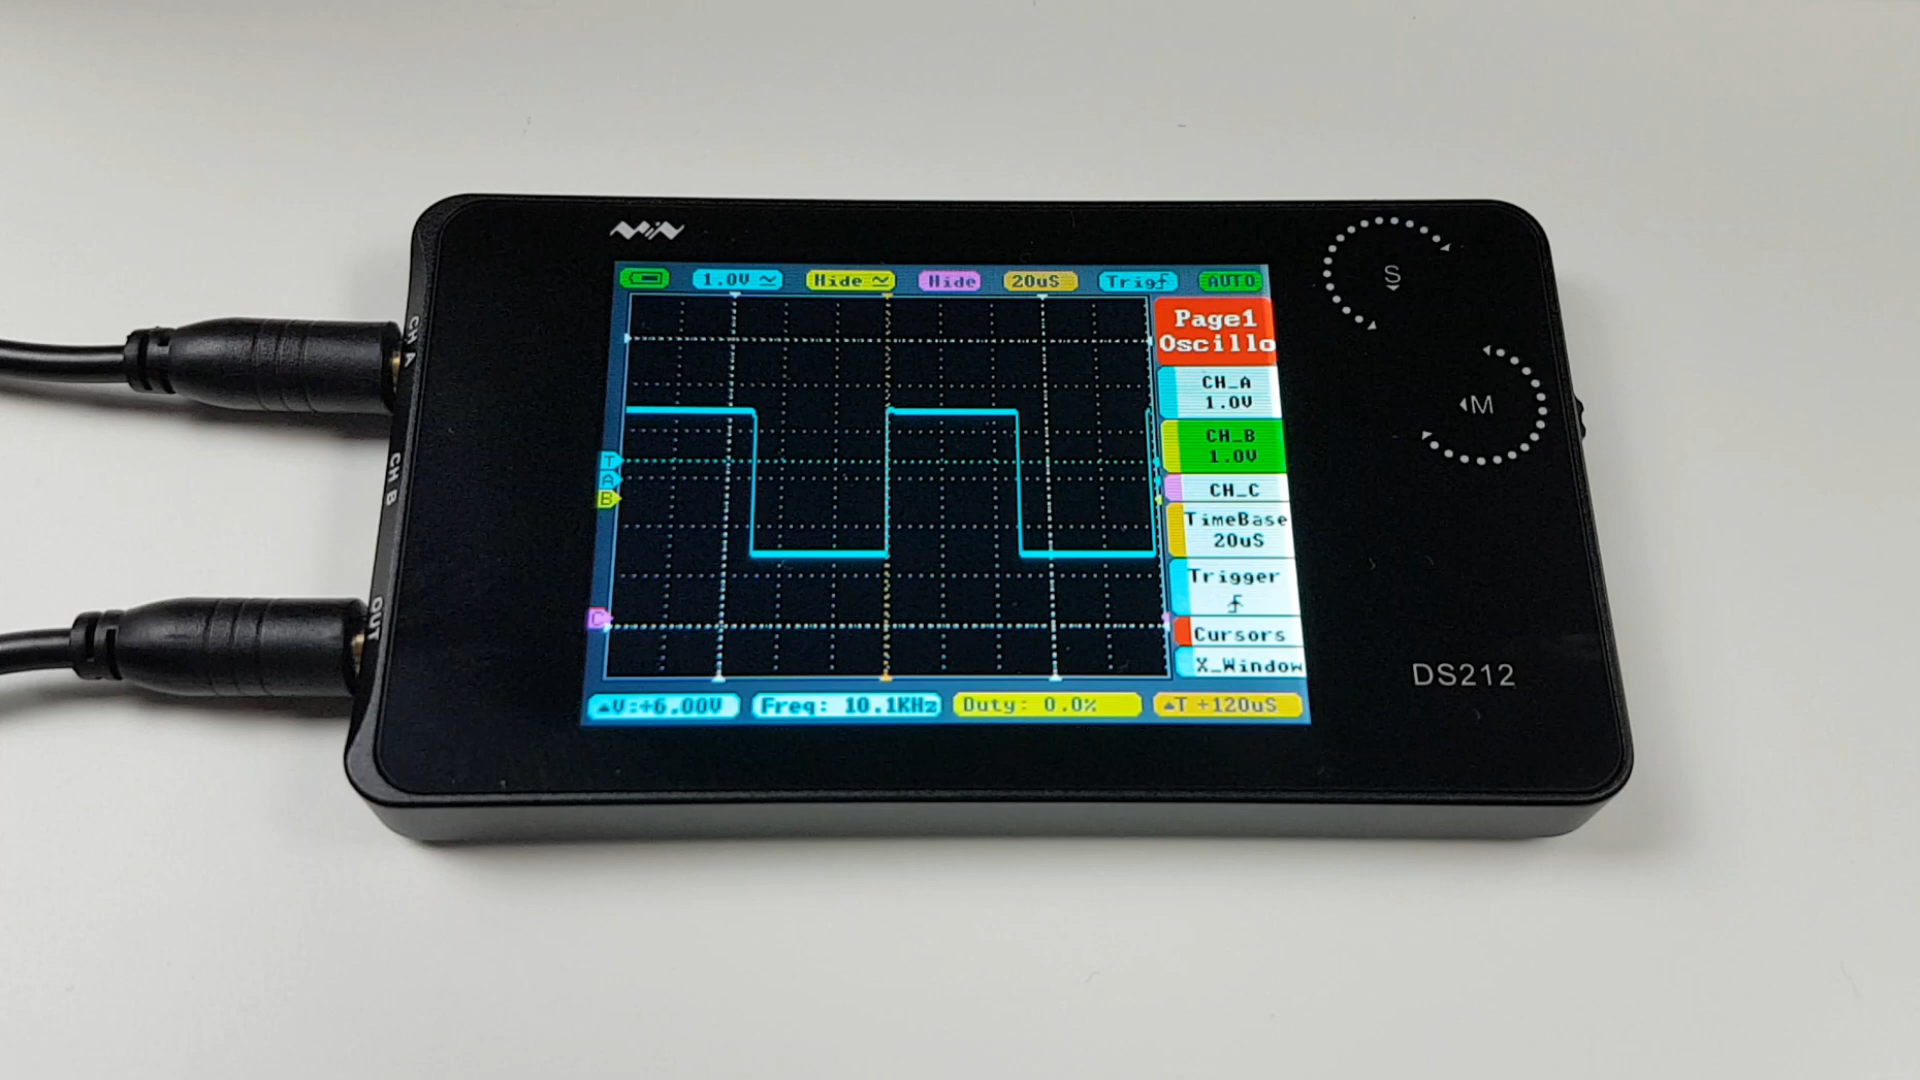 MiN
1.0V Hide Hide 20uS Trig AUTO
Page1
Oscillo
CH_A
1.0V
CH_B
1.0V
CH_C
TimeBase
20uS
Trigger
Cursors
X_Window
T
A
B
C
▲V:+6.00V Freq: 10.1KHz Duty: 0.0% ▲T +120uS
CH A
CH B
OUT
S
M
DS212